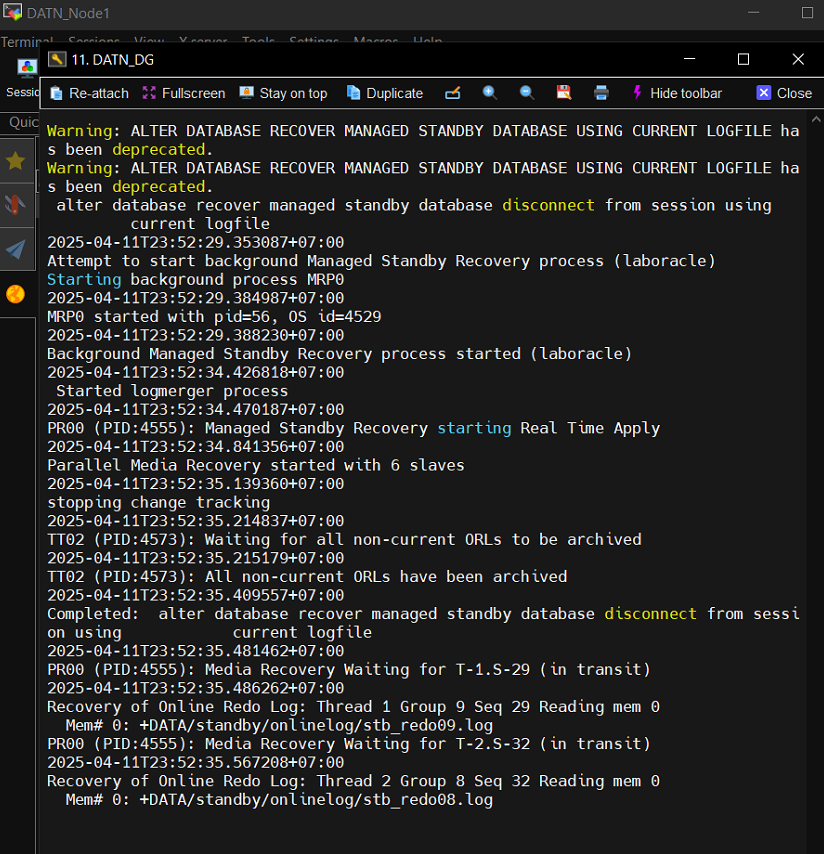 DATN_Node1
Terminal Sessions View X server Tools Settings Macros Help
11. DATN_DG
Sessio
Re-attach Fullscreen Stay on top Duplicate Hide toolbar Close
Quic
Warning: ALTER DATABASE RECOVER MANAGED STANDBY DATABASE USING CURRENT LOGFILE ha
s been deprecated.
Warning: ALTER DATABASE RECOVER MANAGED STANDBY DATABASE USING CURRENT LOGFILE ha
s been deprecated.
alter database recover managed standby database disconnect from session using
current logfile
2025-04-11T23:52:29.353087+07:00
Attempt to start background Managed Standby Recovery process (laboracle)
Starting background process MRP0
2025-04-11T23:52:29.384987+07:00
MRP0 started with pid=56, OS id=4529
2025-04-11T23:52:29.388230+07:00
Background Managed Standby Recovery process started (laboracle)
2025-04-11T23:52:34.426818+07:00
Started logmerger process
2025-04-11T23:52:34.470187+07:00
PR00 (PID:4555): Managed Standby Recovery starting Real Time Apply
2025-04-11T23:52:34.841356+07:00
Parallel Media Recovery started with 6 slaves
2025-04-11T23:52:35.139360+07:00
stopping change tracking
2025-04-11T23:52:35.214837+07:00
TT02 (PID:4573): Waiting for all non-current ORLs to be archived
2025-04-11T23:52:35.215179+07:00
TT02 (PID:4573): All non-current ORLs have been archived
2025-04-11T23:52:35.409557+07:00
Completed:  alter database recover managed standby database disconnect from sessi
on using            current logfile
2025-04-11T23:52:35.481462+07:00
PR00 (PID:4555): Media Recovery Waiting for T-1.S-29 (in transit)
2025-04-11T23:52:35.486262+07:00
Recovery of Online Redo Log: Thread 1 Group 9 Seq 29 Reading mem 0
Mem# 0: +DATA/standby/onlinelog/stb_redo09.log
PR00 (PID:4555): Media Recovery Waiting for T-2.S-32 (in transit)
2025-04-11T23:52:35.567208+07:00
Recovery of Online Redo Log: Thread 2 Group 8 Seq 32 Reading mem 0
Mem# 0: +DATA/standby/onlinelog/stb_redo08.log